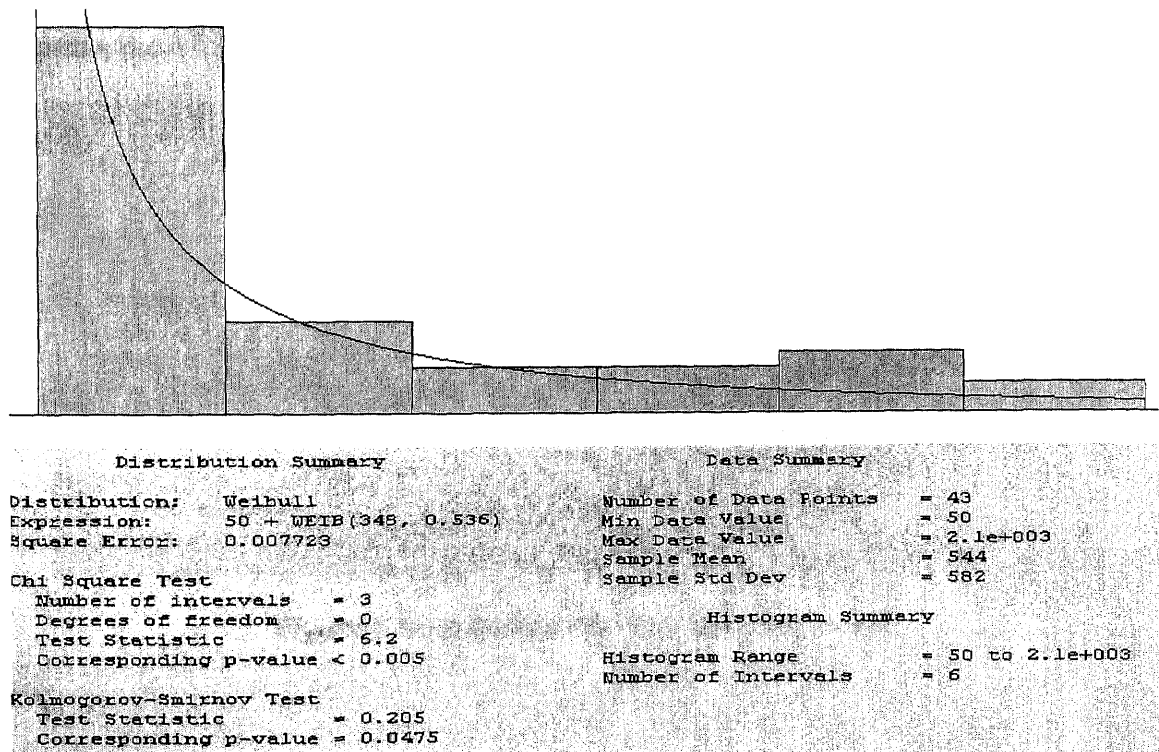 Distribution Summary
Distribution: Weibull
Expression: 50 + WEIB(348, 0.536)
Square Error: 0.007723
Chi Square Test
Number of intervals = 3
Degrees of freedom = 0
Test Statistic = 6.2
Corresponding p-value < 0.005
Kolmogorov-Smirnov Test
Test Statistic = 0.205
Corresponding p-value = 0.0475
Data Summary
Number of Data Points = 43
Min Data Value = 50
Max Data Value = 2.1e+003
Sample Mean = 544
Sample Std Dev = 582
Histogram Summary
Histogram Range = 50 to 2.1e+003
Number of Intervals = 6